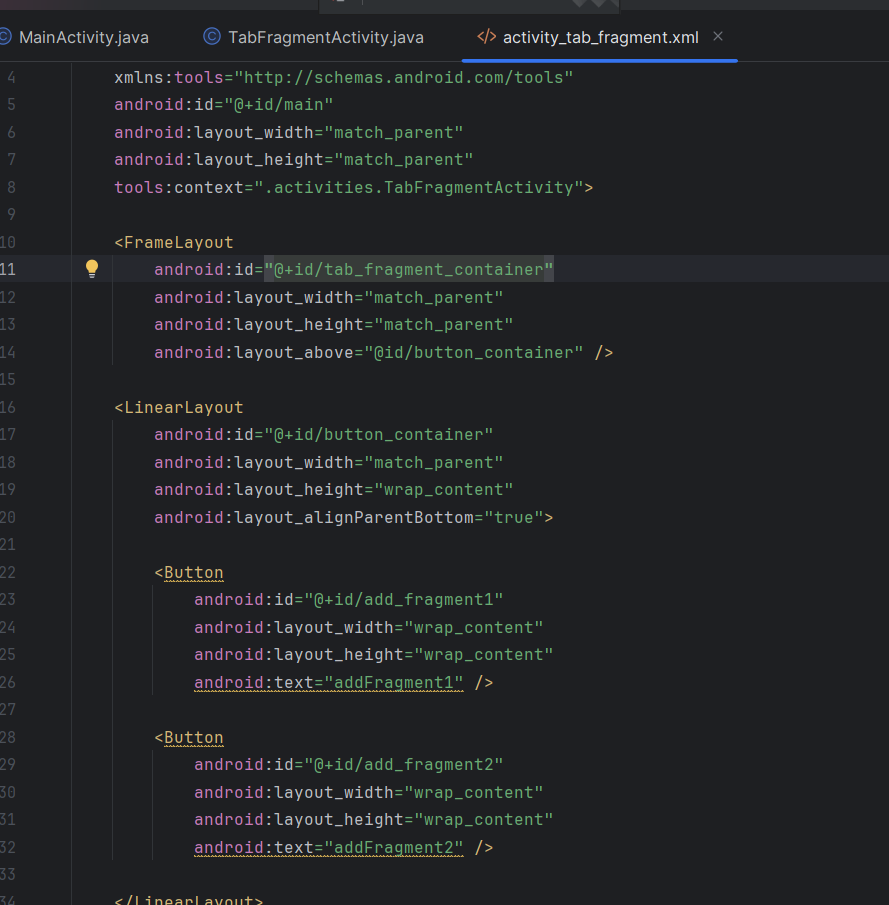 MainActivity.java TabFragmentActivity.java </> activity_tab_fragment.xml
4 xmlns:tools="http://schemas.android.com/tools"
5 android:id="@+id/main"
6 android:layout_width="match_parent"
7 android:layout_height="match_parent"
8 tools:context=".activities.TabFragmentActivity">
9
10 <FrameLayout
11 android:id="@+id/tab_fragment_container"
12 android:layout_width="match_parent"
13 android:layout_height="match_parent"
14 android:layout_above="@id/button_container" />
15
16 <LinearLayout
17 android:id="@+id/button_container"
18 android:layout_width="match_parent"
19 android:layout_height="wrap_content"
20 android:layout_alignParentBottom="true">
21
22 <Button
23 android:id="@+id/add_fragment1"
24 android:layout_width="wrap_content"
25 android:layout_height="wrap_content"
26 android:text="addFragment1" />
27
28 <Button
29 android:id="@+id/add_fragment2"
30 android:layout_width="wrap_content"
31 android:layout_height="wrap_content"
32 android:text="addFragment2" />
33
34 </LinearLayout>